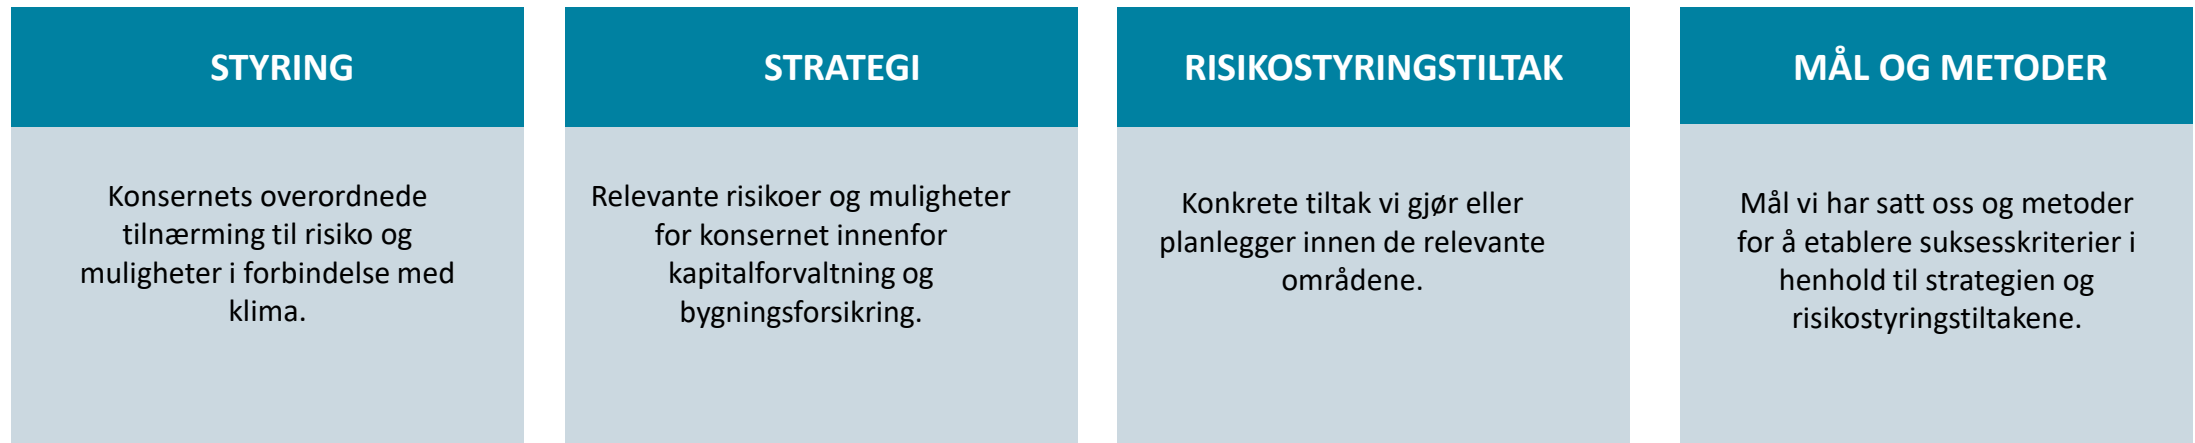 STYRING
Konsernets overordnede
tilnærming til risiko og
muligheter i forbindelse med
klima.
STRATEGI
Relevante risikoer og muligheter
for konsernet innenfor
kapitalforvaltning og
bygningsforsikring.
RISIKOSTYRINGSTILTAK
Konkrete tiltak vi gjør eller
planlegger innen de relevante
områdene.
MÅL OG METODER
Mål vi har satt oss og metoder
for å etablere suksesskriterier i
henhold til strategien og
risikostyringstiltakene.